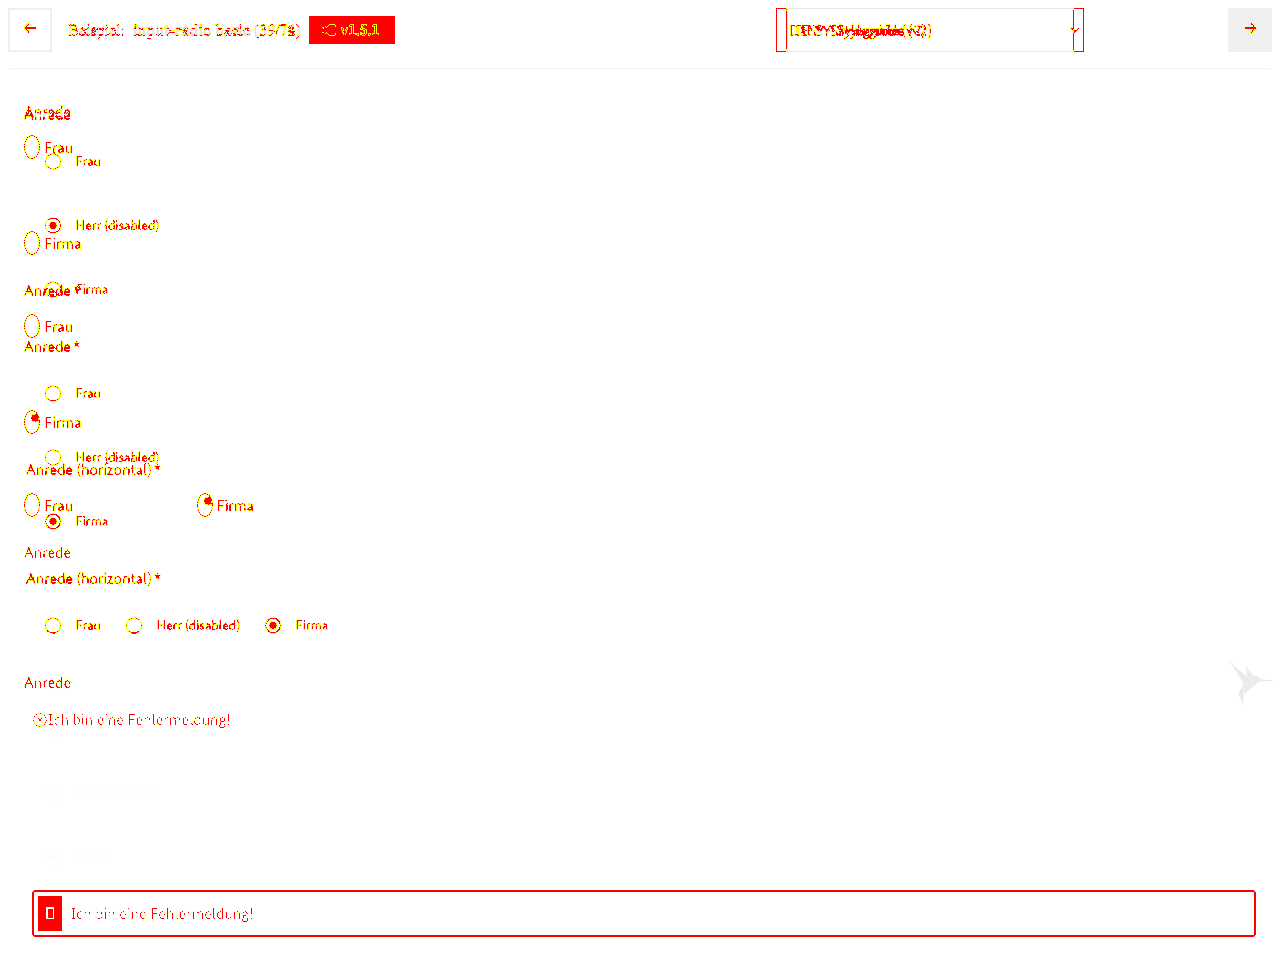 Beispiel: input-radio basic (39/74) v1.5.1
Anrede
Frau
Frau
Herr (disabled)
Firma
Firma
Anrede *
Frau
Anrede *
Frau
Firma
Herr (disabled)
Anrede (horizontal) *
Frau Firma
Firma
Anrede
Anrede (horizontal) *
Frau Herr (disabled) Firma
Anrede
Ich bin eine Fehlermeldung!
Ich bin eine Fehlermeldung!